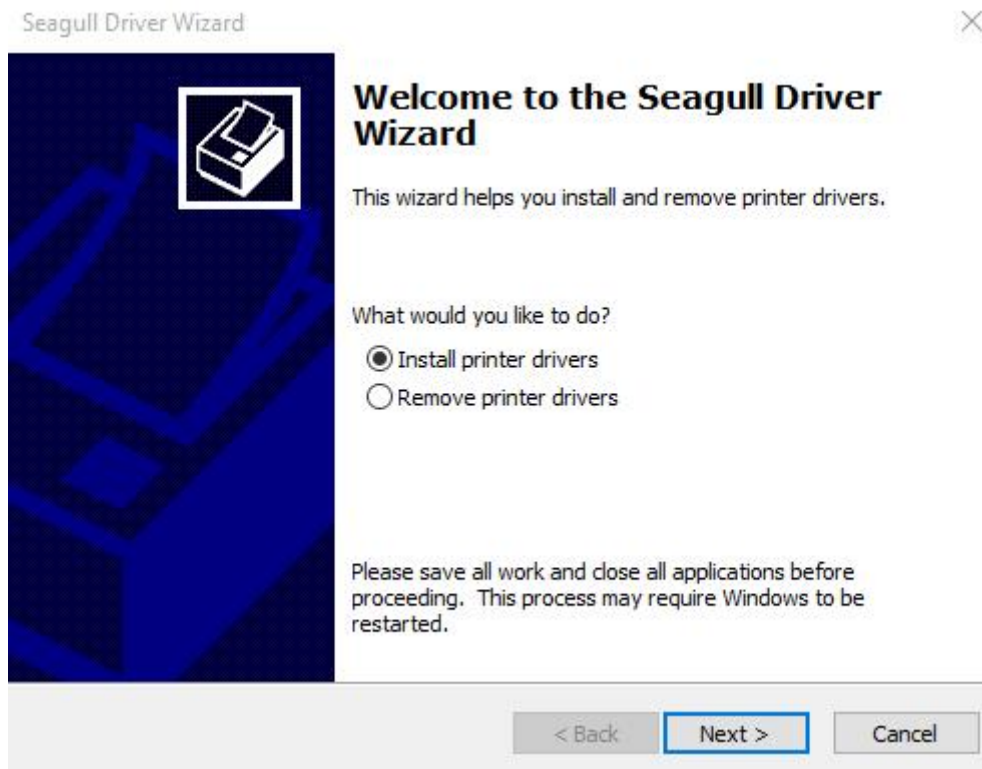 Seagull Driver Wizard
Welcome to the Seagull Driver
Wizard
This wizard helps you install and remove printer drivers.
What would you like to do?
Install printer drivers
Remove printer drivers
Please save all work and close all applications before
proceeding. This process may require Windows to be
restarted.
< Back
Next >
Cancel